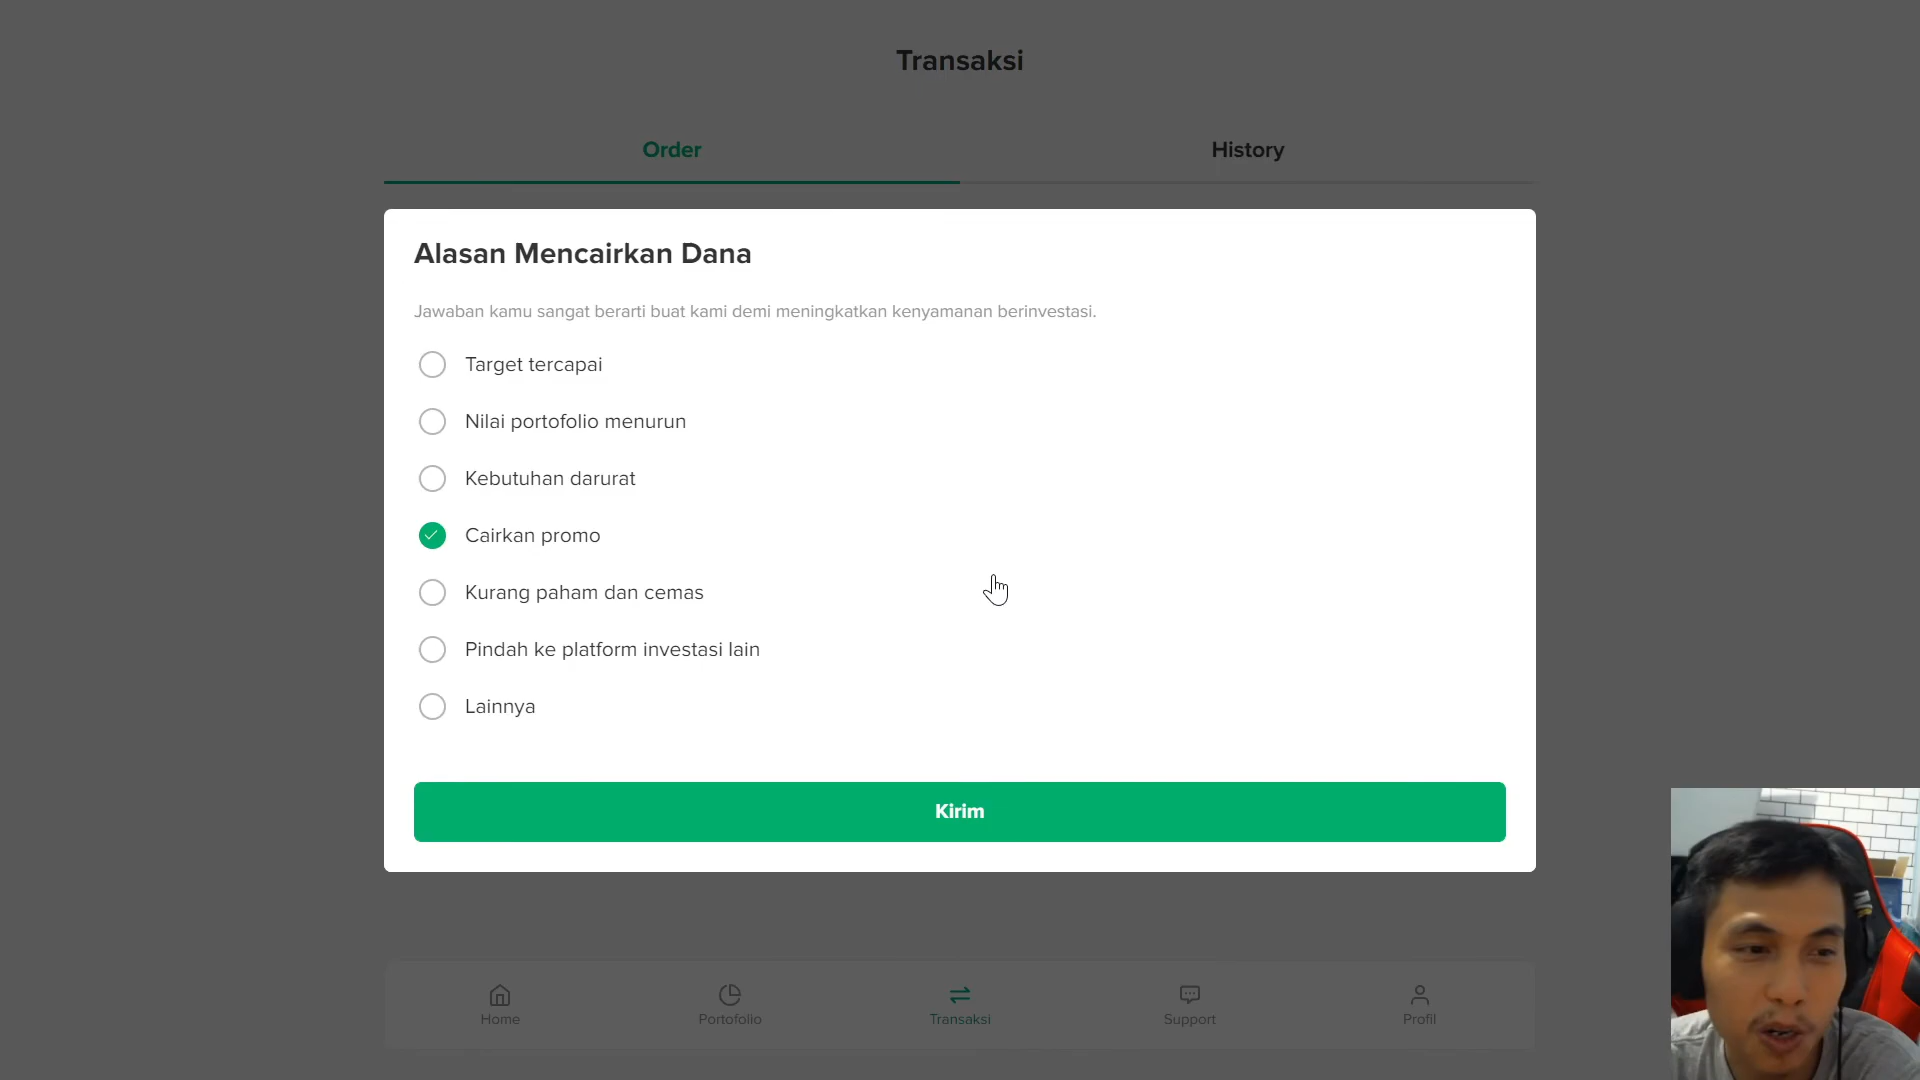 Transaksi
Order
History
Alasan Mencairkan Dana
Jawaban kamu sangat berarti buat kami demi meningkatkan kenyamanan berinvestasi.
Target tercapai
Nilai portofolio menurun
Kebutuhan darurat
Cairkan promo
Kurang paham dan cemas
Pindah ke platform investasi lain
Lainnya
Kirim
Home
Portofolio
Transaksi
Support
Profil